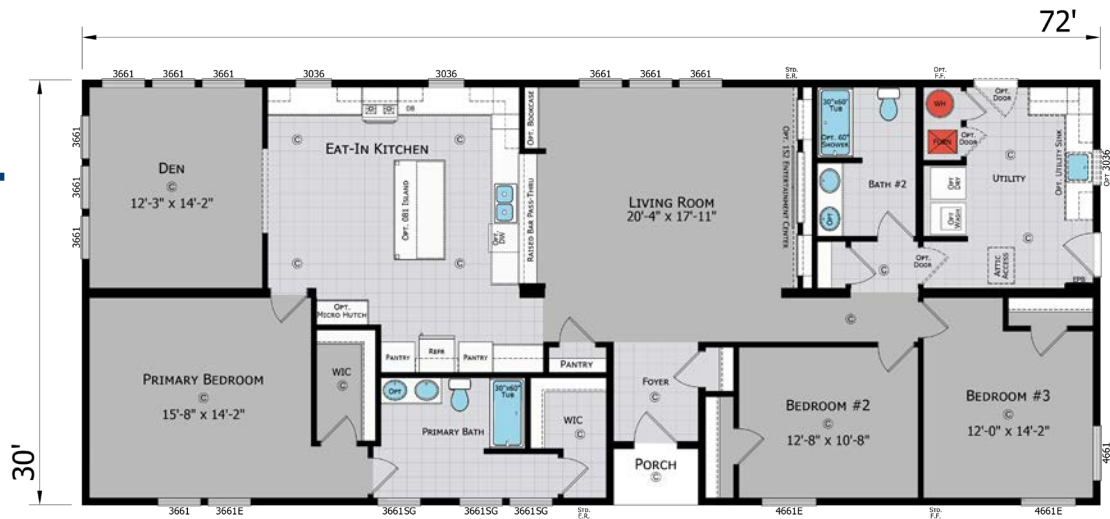 72'
30'
3661
3661
3661
3036
3036
3661
3661
3661
STD.
E.R.
OPT.
F.F.
3661
3661
3661
DEN
©
12'-3" x 14'-2"
EAT-IN KITCHEN
©
©
©
©
DB
OPT. 081 ISLAND
OPT.
DW
RAISED BAR PASS-THRU
OPT. BOOKCASE
OPT.
MICRO HUTCH
PANTRY
REFR
PANTRY
LIVING ROOM
20'-4" x 17'-11"
OPT. 152 ENTERTAINMENT CENTER
30"x60"
TUB
OPT. 60"
SHOWER
BATH #2
OPT
WH
FURN
OPT.
DOOR
OPT.
DOOR
©
UTILITY
OPT
DRY
OPT
WASH
©
OPT. UTILITY SINK
OPT 3036
ATTIC
ACCESS
EPB
©
OPT.
DOOR
PRIMARY BEDROOM
©
15'-8" x 14'-2"
WIC
©
OPT
30"x60"
TUB
PRIMARY BATH
WIC
©
PANTRY
FOYER
©
PORCH
©
©
BEDROOM #2
©
12'-8" x 10'-8"
BEDROOM #3
©
12'-0" x 14'-2"
4661
3661
3661E
3661SG
3661SG
3661SG
STD.
E.R.
4661E
STD.
F.F.
4661E